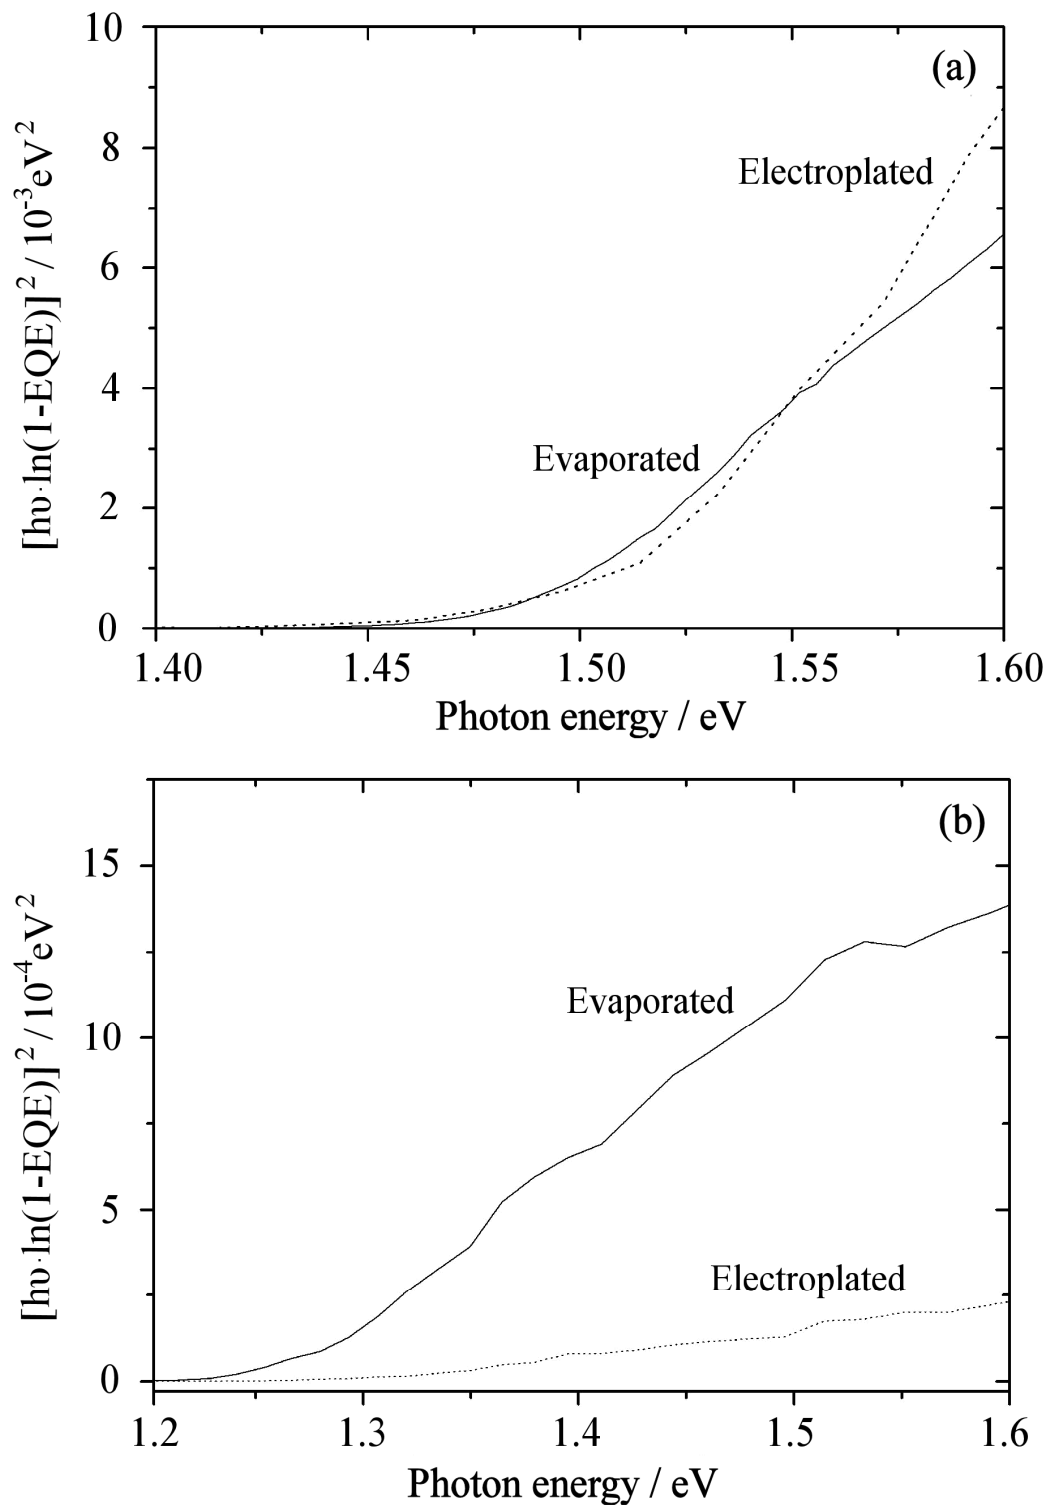 (a)
10
8
6
4
2
0
[hυ·ln(1-EQE)]² / 10⁻³eV²
Electroplated
Evaporated
1.40 1.45 1.50 1.55 1.60
Photon energy / eV
(b)
15
10
5
0
[hυ·ln(1-EQE)]² / 10⁻⁴eV²
Evaporated
Electroplated
1.2 1.3 1.4 1.5 1.6
Photon energy / eV